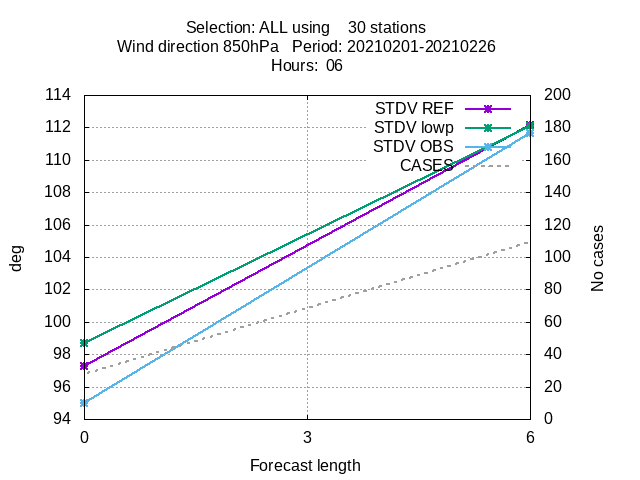 Selection: ALL using    30 stations
Wind direction 850hPa   Period: 20210201-20210226
Hours:  06
STDV REF
STDV lowp
STDV OBS
CASES
114
112
110
108
106
104
102
100
98
96
94
200
180
160
140
120
100
80
60
40
20
0
deg
No cases
0 3 6
Forecast length